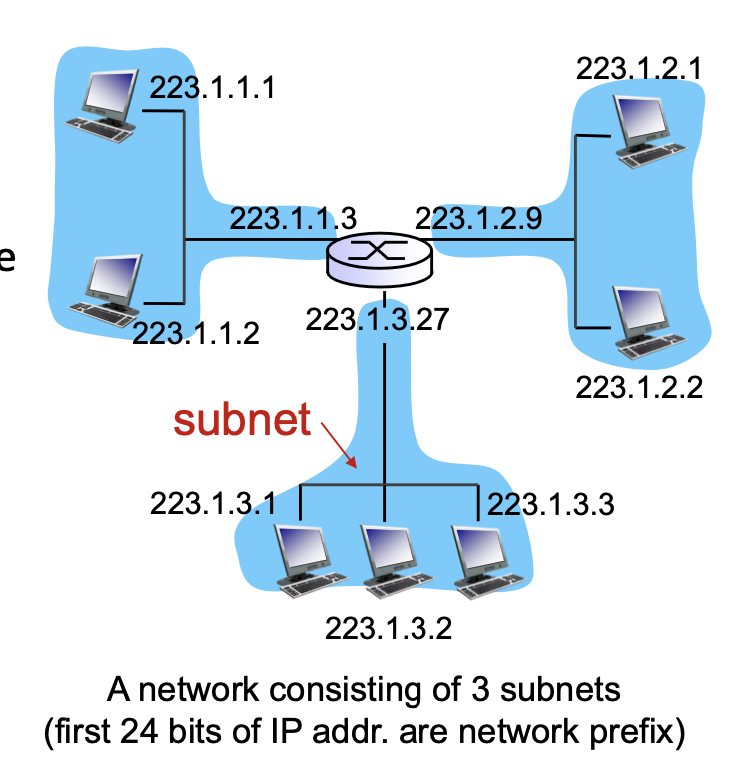 223.1.1.1
223.1.2.1
223.1.1.3
223.1.2.9
e
223.1.1.2
223.1.3.27
223.1.2.2
subnet
223.1.3.1
223.1.3.3
223.1.3.2
A network consisting of 3 subnets
(first 24 bits of IP addr. are network prefix)